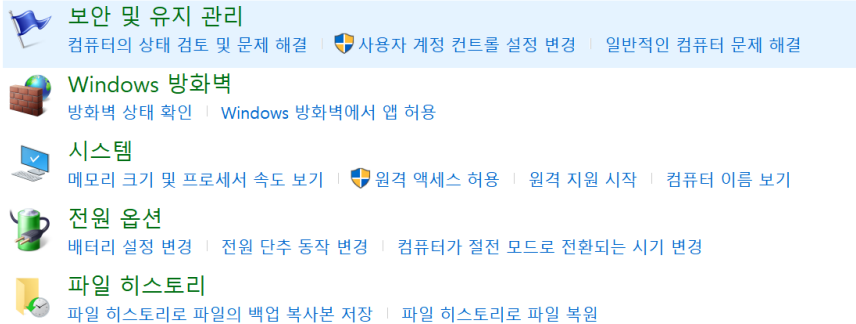 보안 및 유지 관리
컴퓨터의 상태 검토 및 문제 해결 사용자 계정 컨트롤 설정 변경 일반적인 컴퓨터 문제 해결
Windows 방화벽
방화벽 상태 확인 Windows 방화벽에서 앱 허용
시스템
메모리 크기 및 프로세서 속도 보기 원격 액세스 허용 원격 지원 시작 컴퓨터 이름 보기
전원 옵션
배터리 설정 변경 전원 단추 동작 변경 컴퓨터가 절전 모드로 전환되는 시기 변경
파일 히스토리
파일 히스토리로 파일의 백업 복사본 저장 파일 히스토리로 파일 복원